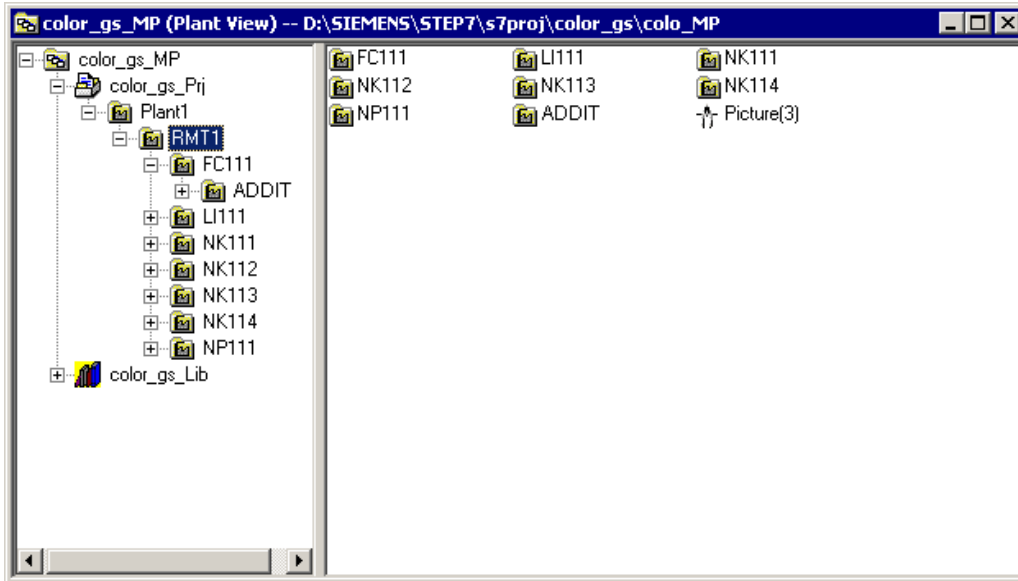 color_gs_MP (Plant View) -- D:\SIEMENS\STEP7\s7proj\color_gs\colo_MP
color_gs_MP
color_gs_Prj
Plant1
RMT1
FC111
ADDIT
LI111
NK111
NK112
NK113
NK114
NP111
color_gs_Lib
FC111 LI111 NK111
NK112 NK113 NK114
NP111 ADDIT Picture(3)